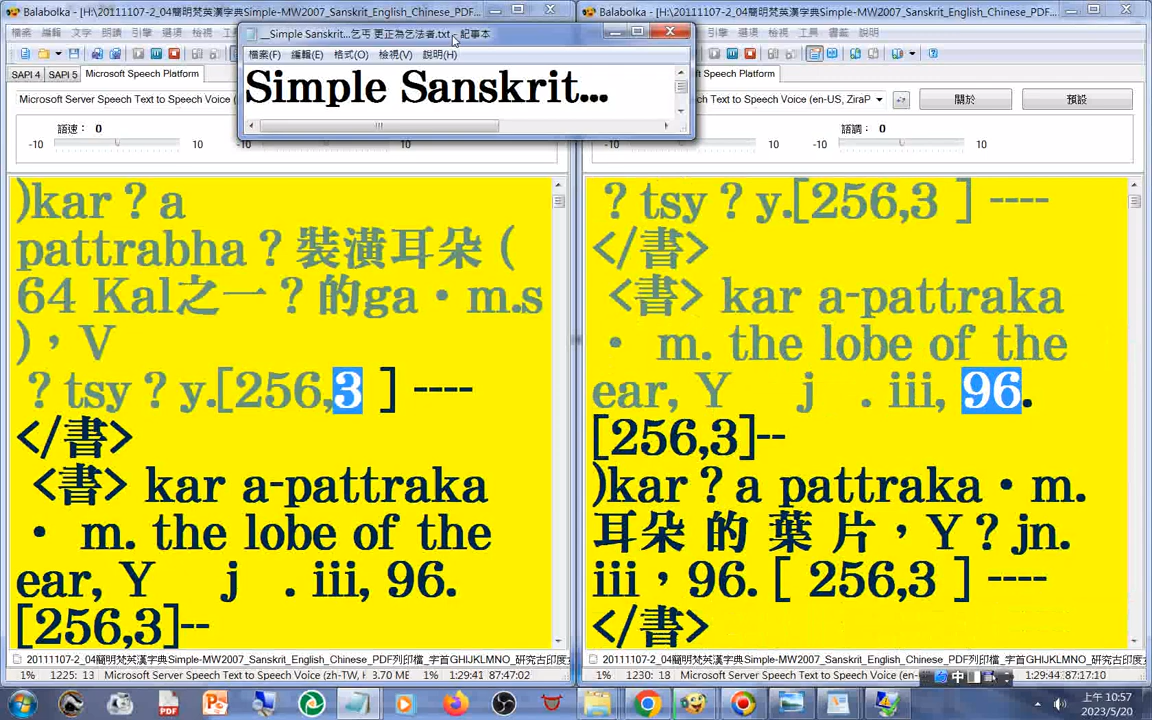 Balabolka - [H:\20111107-2_04簡明梵英漢字典Simple-MW2007_Sanskrit_English_Chinese_PDF...
Balabolka - [H:\20111107-2_04簡明梵英漢字典Simple-MW2007_Sanskrit_English_Chinese_PDF...
檔案 編輯 文字 朗讀
選項 檢視
__Simple Sanskrit...乞丐 更正為乞法者.txt - 記事本
檔案(F) 編輯(E) 格式(O) 檢視(V) 說明(H)
Simple Sanskrit...
SAPI 4 SAPI 5 Microsoft Speech Platform
Speech Platform
Microsoft Server Speech Text to Speech Voice (
Microsoft Server Speech Text to Speech Voice (en-US, ZiraP
關於
預設
語速： 0
語調： 0
-10 10
-10 10
)kar？a
pattrabha？裝潢耳朵（
64 Kal之一？的ga・m.s
)，V
？tsy？y.[256,3 ] ----
</書>
<書> kar a-pattraka
・ m. the lobe of the
ear, Y j . iii, 96.
[256,3]--
？tsy？y.[256,3 ] ----
</書>
<書> kar a-pattraka
・ m. the lobe of the
ear, Y j . iii, 96.
[256,3]--
)kar？a pattraka・m.
耳朵 的 葉 片，Y？jn.
iii，96. [ 256,3 ] ----
</書>
20111107-2_04簡明梵英漢字典Simple-MW2007_Sanskrit_English_Chinese_PDF列印檔_字首GHIJKLMNO_研究古印度
20111107-2_04簡明梵英漢字典Simple-MW2007_Sanskrit_English_Chinese_PDF列印檔_字首GHIJKLMNO_研究古印度
1% 1225: 13 Microsoft Server Speech Text to Speech Voice (zh-TW, H 3.70 ME 1% 1:29:41 87:47:02
1% 1230: 18 Microsoft Server Speech Text to Speech Voice 1:29:44 87:17:10
中
上午 10:57
2023/5/20